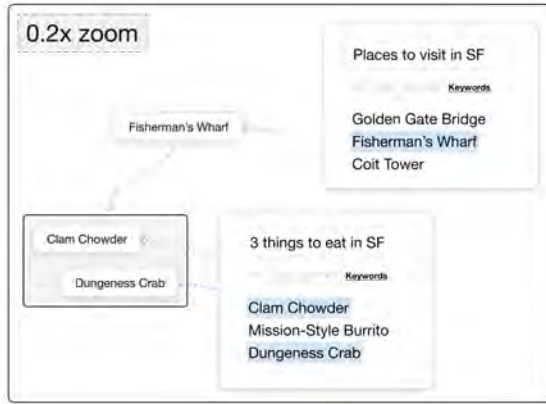 0.2x zoom
Places to visit in SF
Keywords
Golden Gate Bridge
Fisherman's Wharf
Coit Tower
Fisherman's Wharf
Clam Chowder
Dungeness Crab
3 things to eat in SF
Keywords
Clam Chowder
Mission-Style Burrito
Dungeness Crab